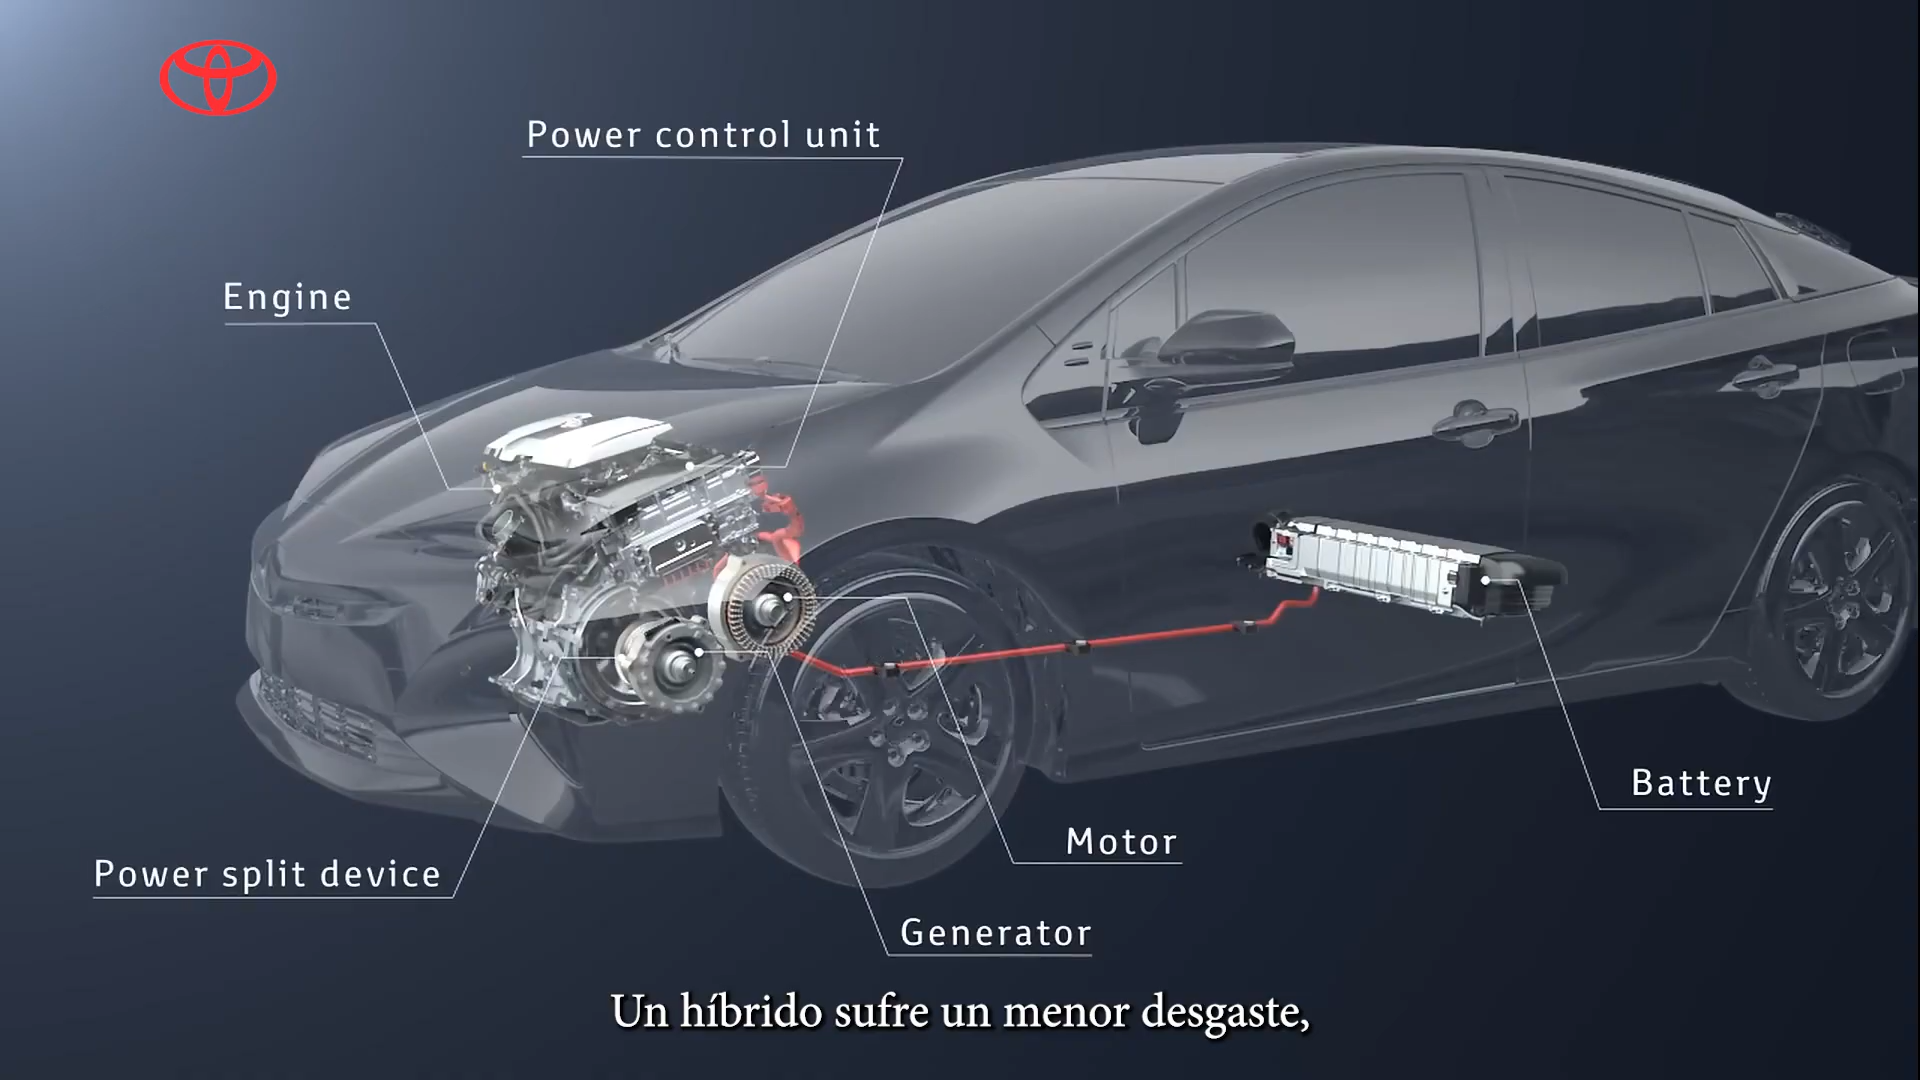 Power control unit
Engine
Battery
Motor
Power split device
Generator
Un híbrido sufre un menor desgaste,